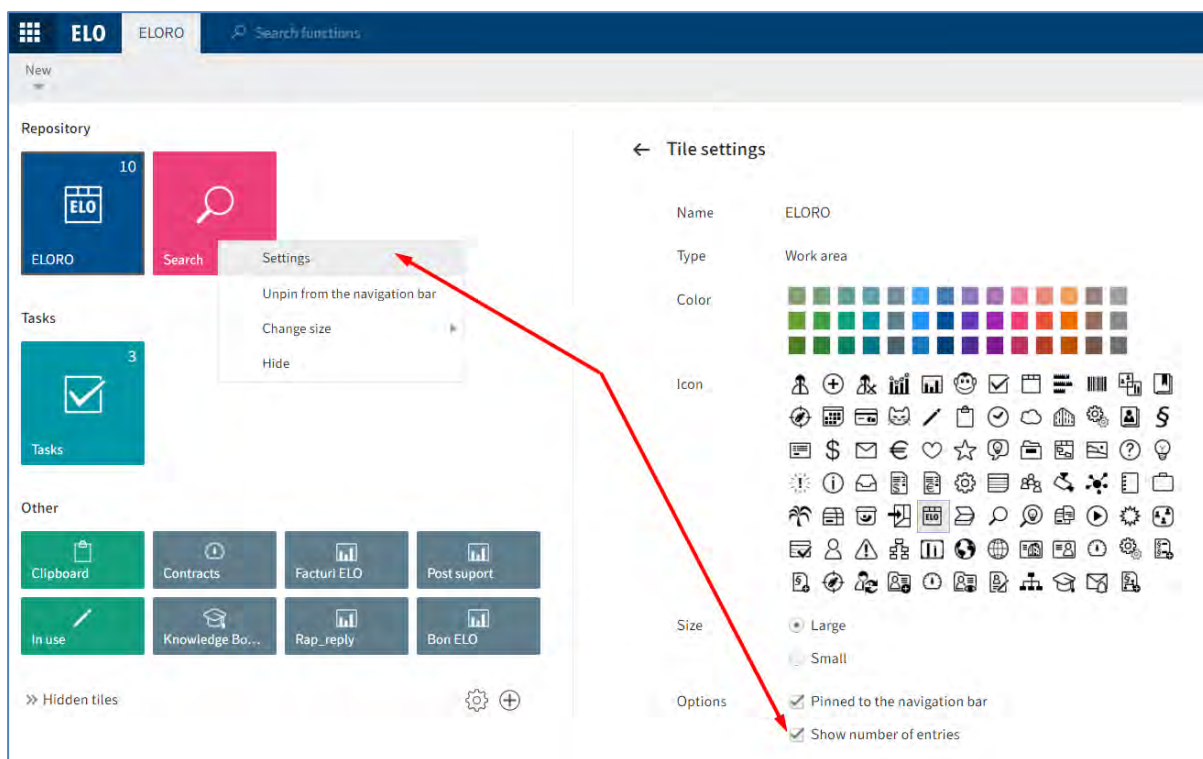 ELO
ELORO
Search functions
New
Repository
10
ELO
ELORO
Search
Settings
Unpin from the navigation bar
Change size
Hide
Tasks
3
Tasks
Other
Clipboard
Contracts
Facturi ELO
Post suport
In use
Knowledge Bo...
Rap_reply
Bon ELO
Hidden tiles
Tile settings
Name
ELORO
Type
Work area
Color
Icon
Size
Large
Small
Options
Pinned to the navigation bar
Show number of entries